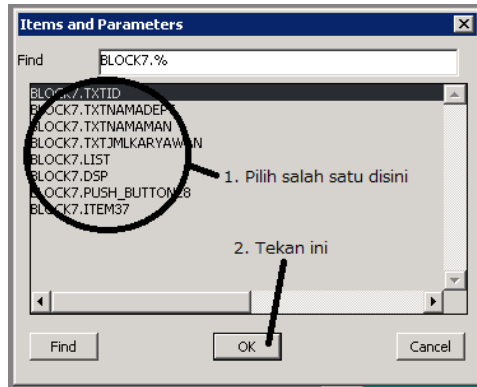 Items and Parameters
Find BLOCK7.%
BLOCK7.TXTID
BLOCK7.TXTNAMADEPT
BLOCK7.TXTNAMAMAN
BLOCK7.TXTJMLKARYAWAN
BLOCK7.LIST
BLOCK7.DSP
BLOCK7.PUSH_BUTTON28
BLOCK7.ITEM37
1. Pilih salah satu disini
2. Tekan ini
Find OK Cancel